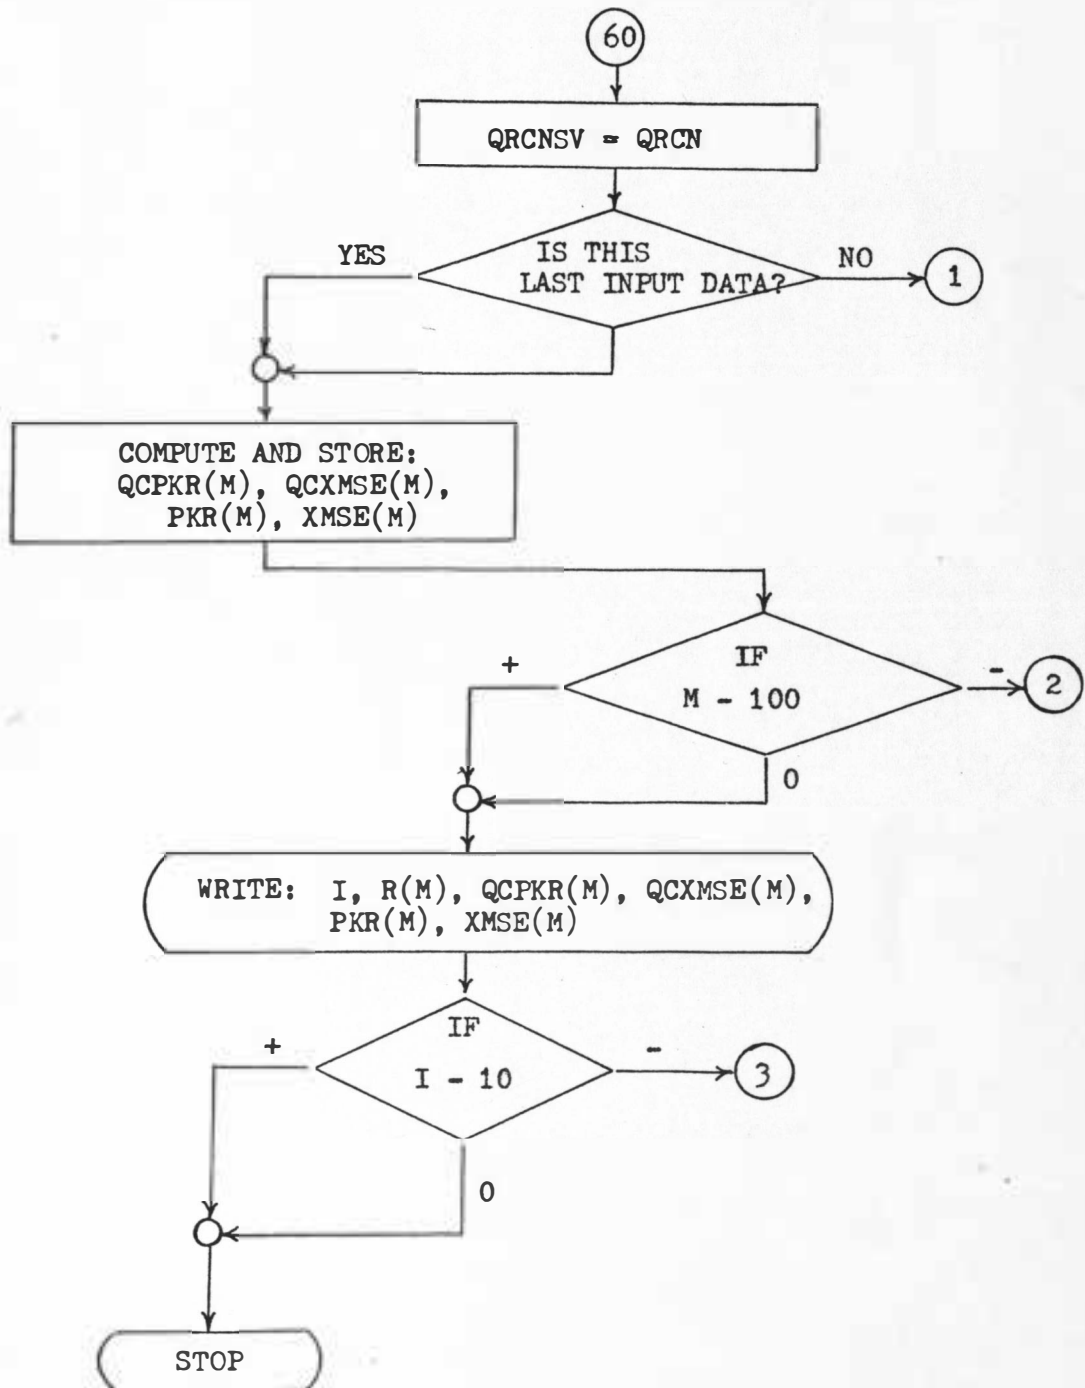 60
QRCNSV = QRCN
IS THIS
LAST INPUT DATA?
YES
NO
1
COMPUTE AND STORE:
QCPKR(M), QCXMSE(M),
PKR(M), XMSE(M)
IF
M - 100
+
-
2
0
WRITE: I, R(M), QCPKR(M), QCXMSE(M),
PKR(M), XMSE(M)
IF
I - 10
+
-
3
0
STOP